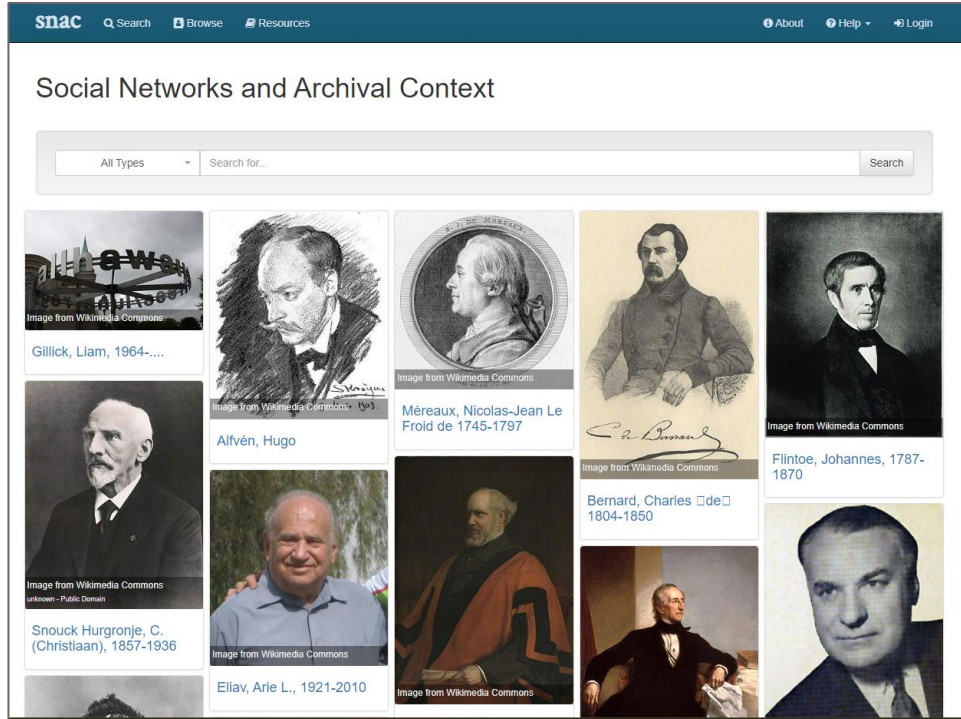 snac Search Browse Resources About Help Login
Social Networks and Archival Context
All Types Search for... Search
Image from Wikimedia Commons
Gillick, Liam, 1964-....
Image from Wikimedia Commons
unknown - Public Domain
Snouck Hurgronje, C.
(Christiaan), 1857-1936
1903.
Image from Wikimedia Commons
Alfvén, Hugo
Image from Wikimedia Commons
Eliav, Arie L., 1921-2010
Image from Wikimedia Commons
Méreaux, Nicolas-Jean Le
Froid de 1745-1797
Image from Wikimedia Commons
C. de Bernard
Image from Wikimedia Commons
Bernard, Charles □de□
1804-1850
Image from Wikimedia Commons
Flintoe, Johannes, 1787-
1870